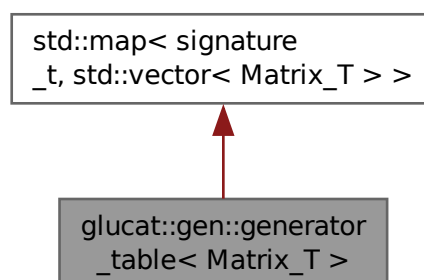 std::map< signature
_t, std::vector< Matrix_T > >
glucat::gen::generator
_table< Matrix_T >